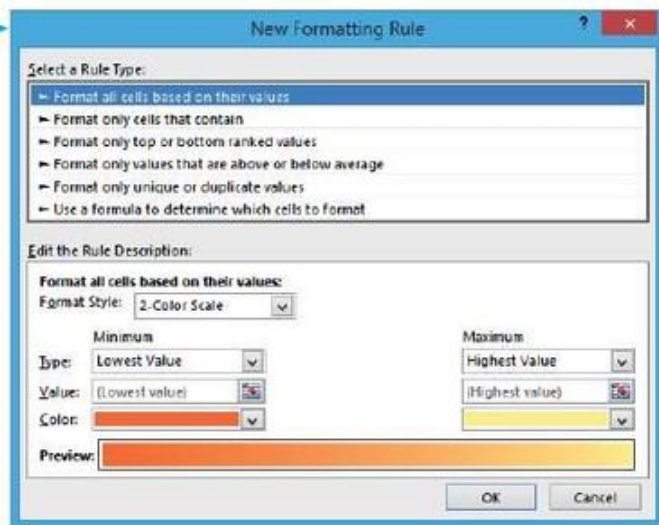 New Formatting Rule ? ×
Select a Rule Type:
► Format all cells based on their values
► Format only cells that contain
► Format only top or bottom ranked values
► Format only values that are above or below average
► Format only unique or duplicate values
► Use a formula to determine which cells to format
Edit the Rule Description:
Format all cells based on their values:
Format Style: 2-Color Scale
Minimum Maximum
Type: Lowest Value Highest Value
Value: (Lowest value) (Highest value)
Color:
Preview:
OK Cancel